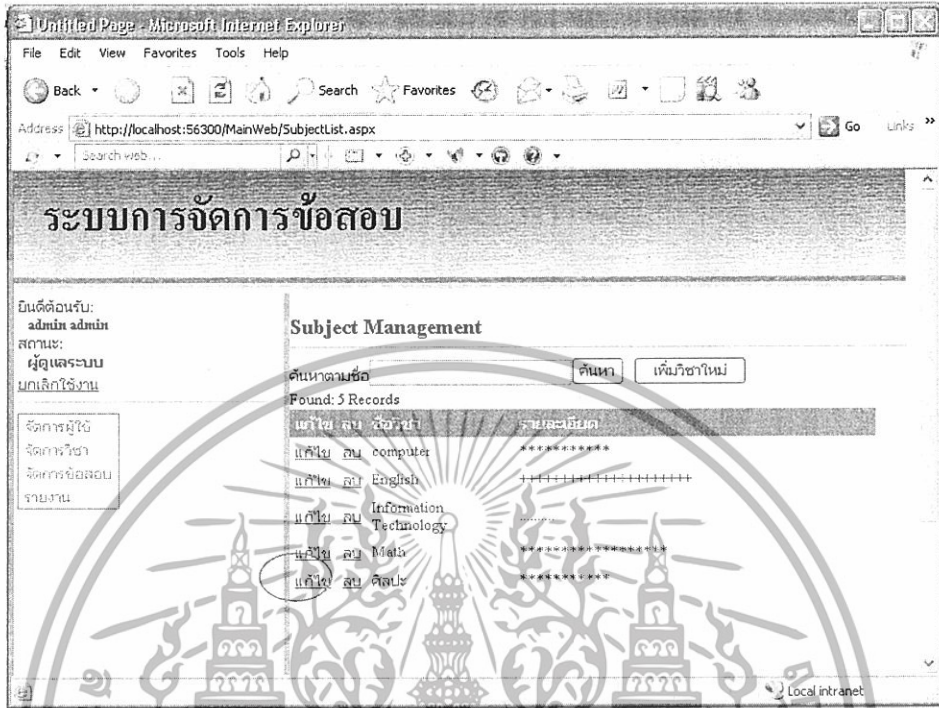 Untitled Page - Microsoft Internet Explorer
File Edit View Favorites Tools Help
Back Search Favorites
Address http://localhost:56300/MainWeb/SubjectList.aspx Go Links »
Search web...
ระบบการจัดการข้อสอบ
ยินดีต้อนรับ:
admin admin
สถานะ:
ผู้ดูแลระบบ
ยกเลิกใช้งาน
จัดการผู้ใช้
จัดการวิชา
จัดการข้อสอบ
รายงาน
Subject Management
ค้นหาตามชื่อ ค้นหา เพิ่มวิชาใหม่
Found: 5 Records
แก้ไข ลบ ชื่อวิชา รายละเอียด
แก้ไข ลบ computer ***********
แก้ไข ลบ English
แก้ไข ลบ Information
Technology
แก้ไข ลบ Math
แก้ไข ลบ ศิลปะ ***********
Local intranet